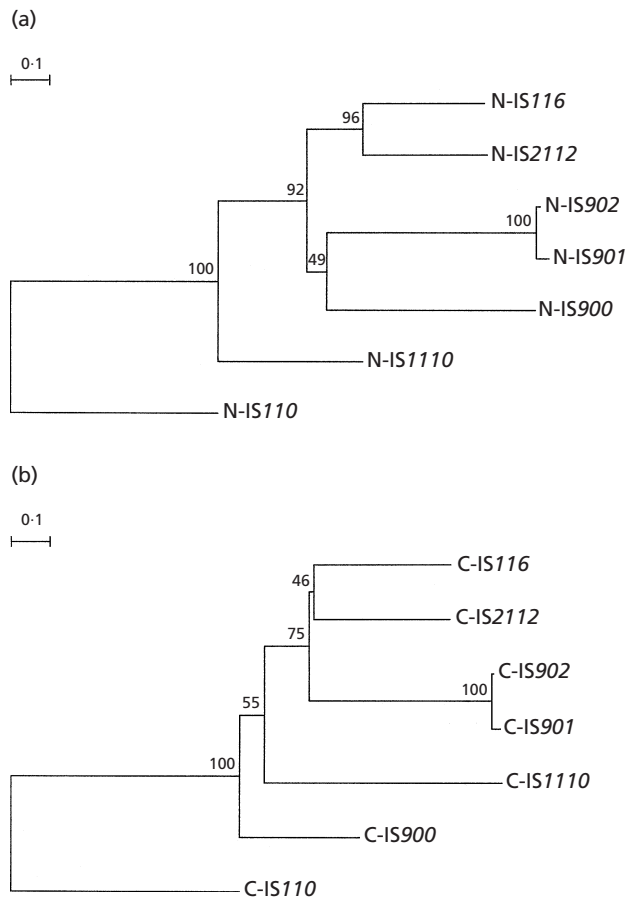 (a)
0·1
N-IS116
96
N-IS2112
92
N-IS902
100
N-IS901
49
100
N-IS900
N-IS1110
N-IS110
(b)
0·1
C-IS116
46
C-IS2112
75
C-IS902
100
55
C-IS901
100
C-IS1110
C-IS900
C-IS110